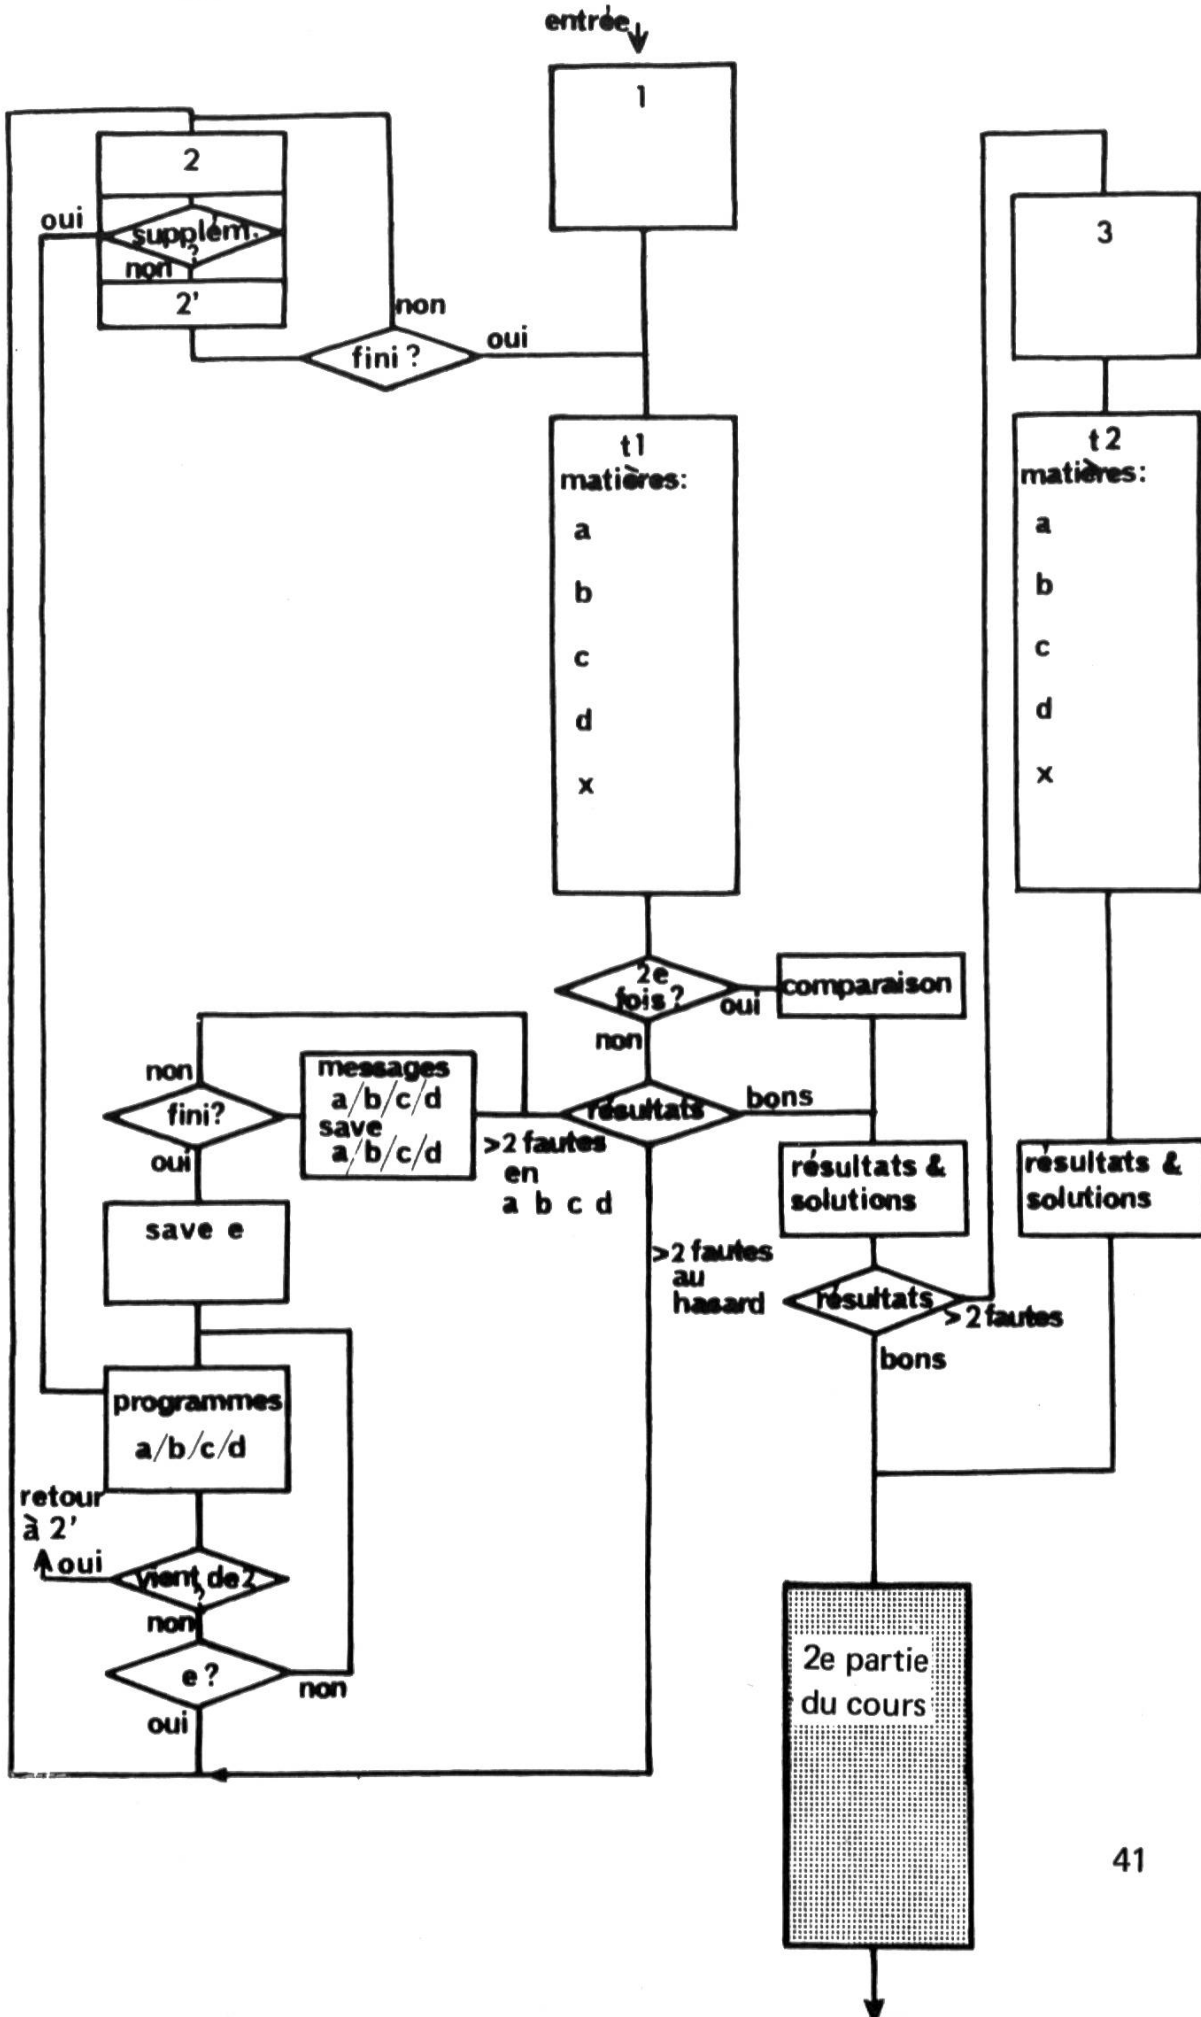 entrée
1
2
oui
supplém.
?
non
2'
non
fini ?
oui
3
t1
matières:
a
b
c
d
x
t2
matières:
a
b
c
d
x
2e
fois ?
oui
comparaison
non
non
messages
a/b/c/d
save
a/b/c/d
fini?
oui
résultats
bons
>2 fautes
en
a b c d
résultats &
solutions
résultats &
solutions
save e
>2 fautes
au
hasard
résultats
>2 fautes
bons
programmes
a/b/c/d
retour
à 2'
oui
vient de 2
?
non
e ?
non
oui
2e partie
du cours
41